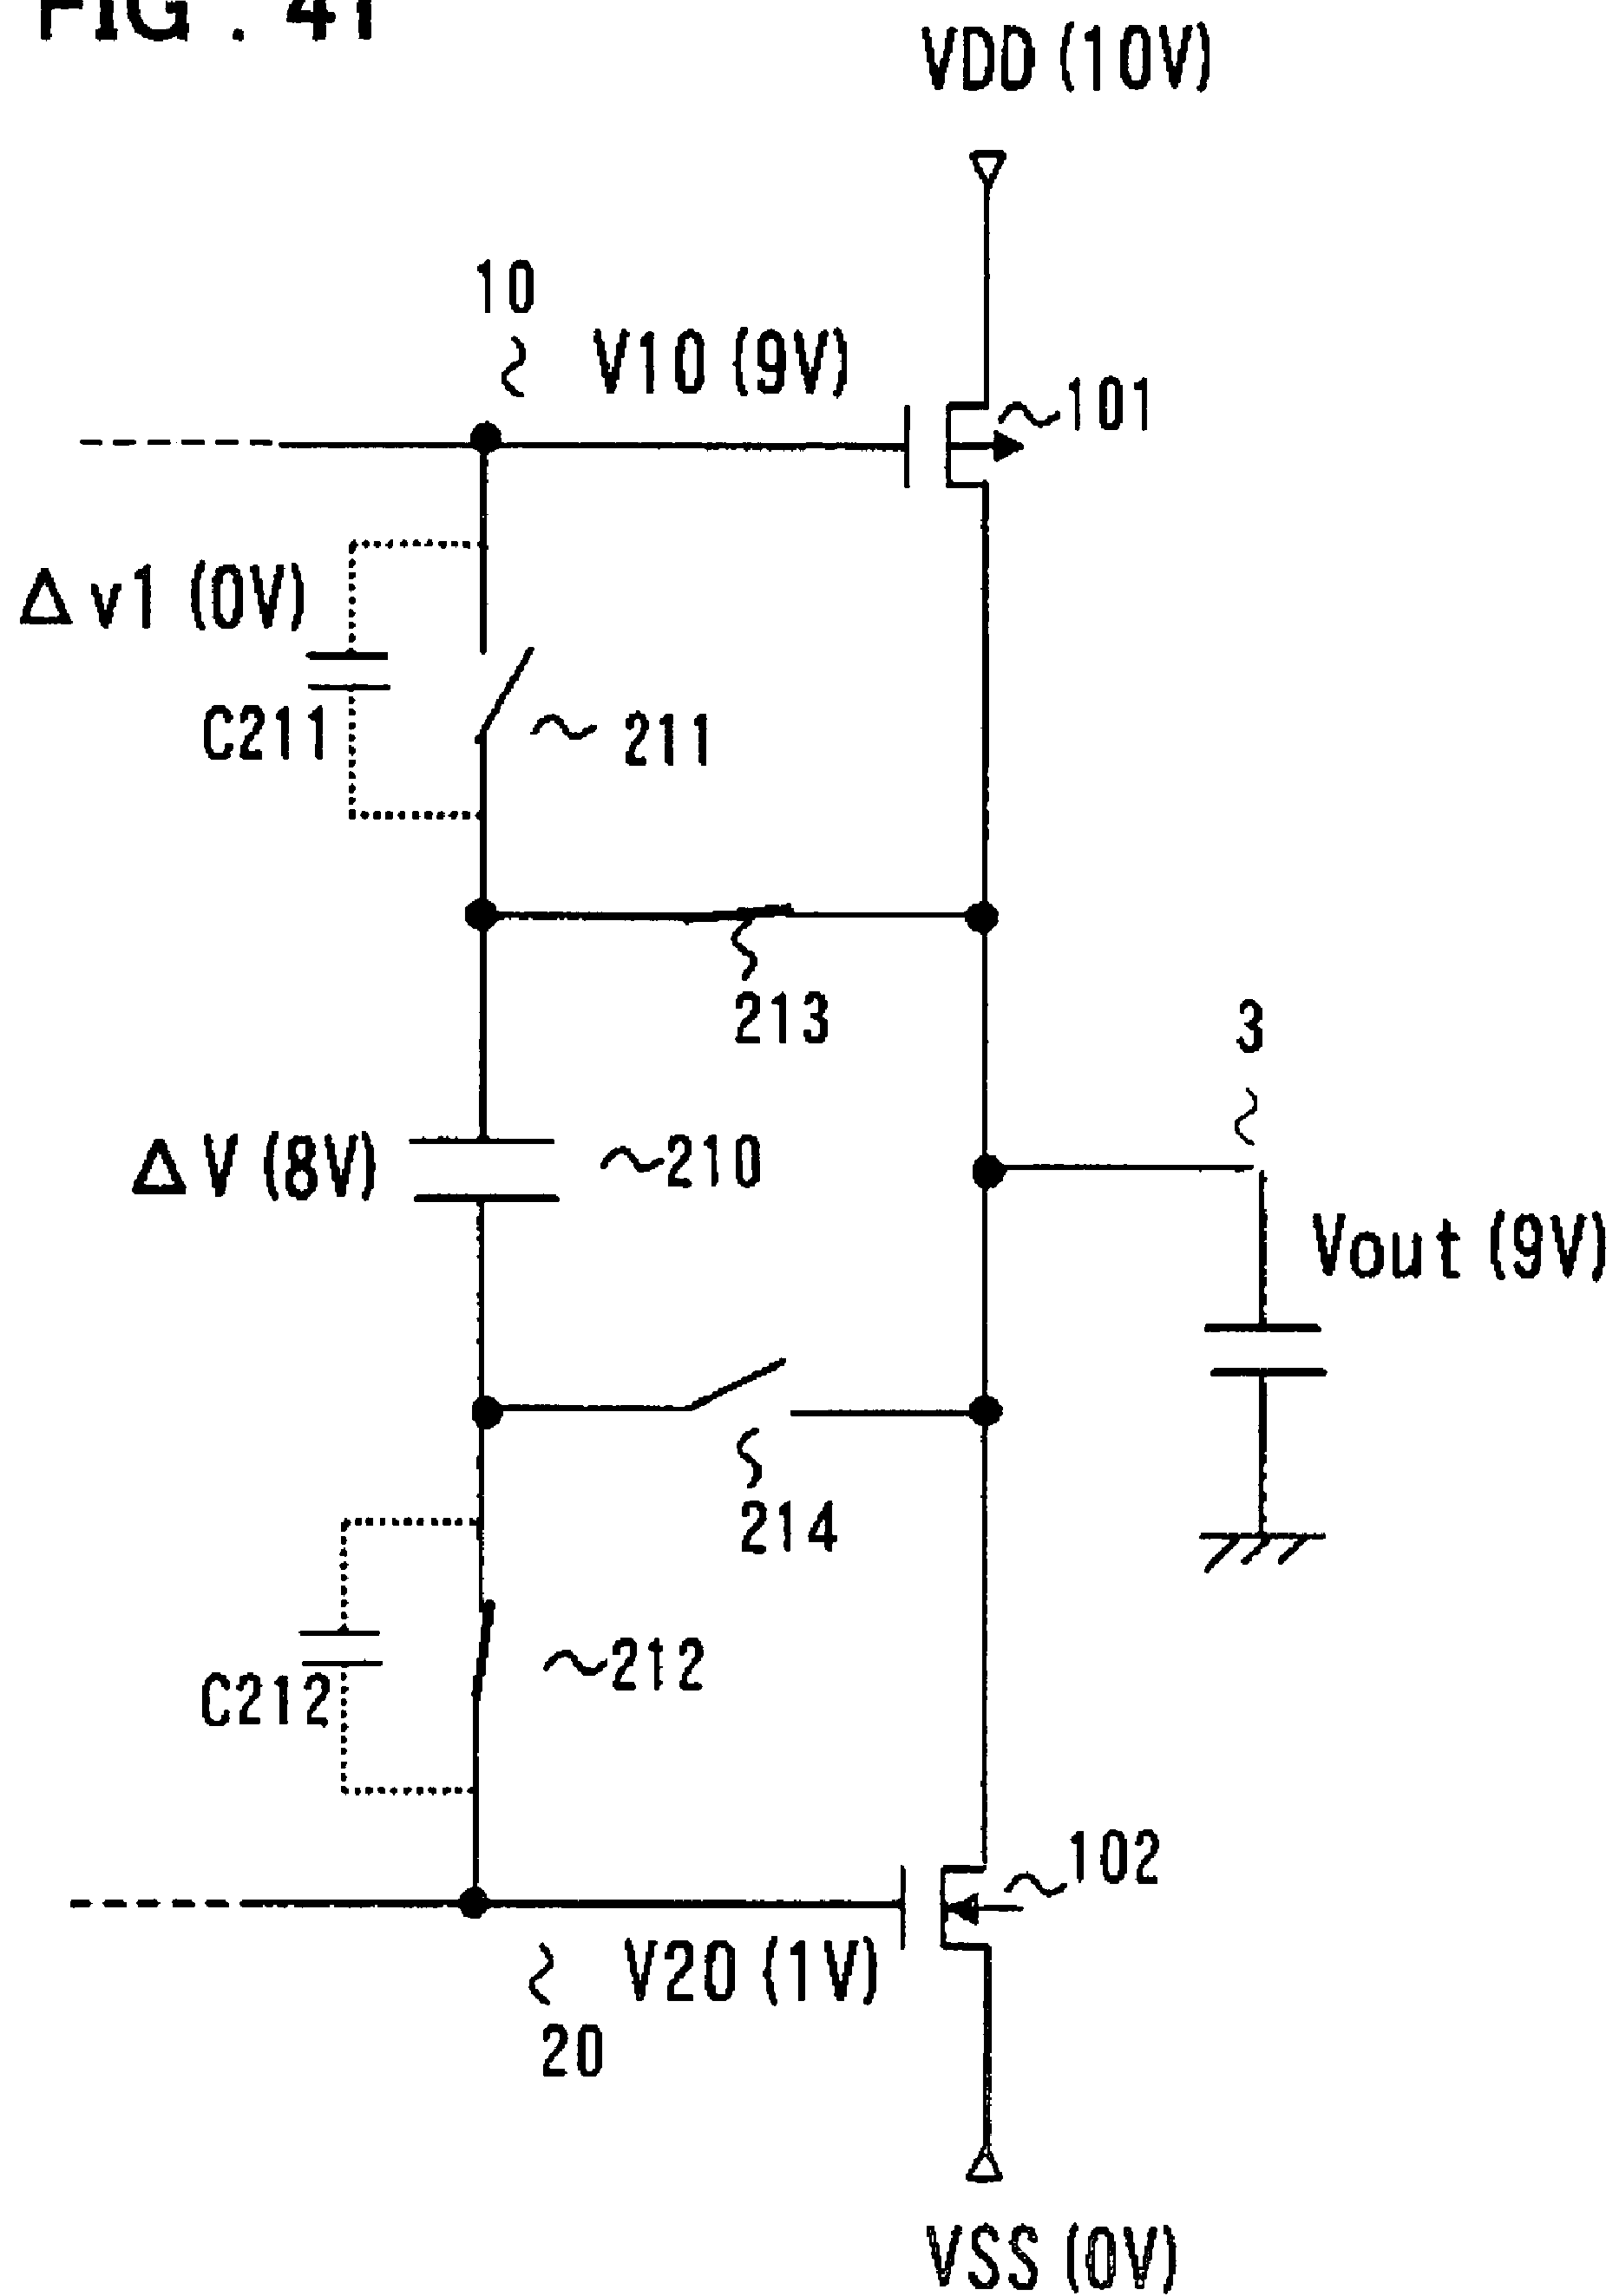 FIG . 41
VDD (10V)
10
V10 (9V)
101
Δv1 (0V)
C211
211
213
3
ΔV (8V)
210
Vout (9V)
214
C212
212
102
V20 (1V)
20
VSS (0V)